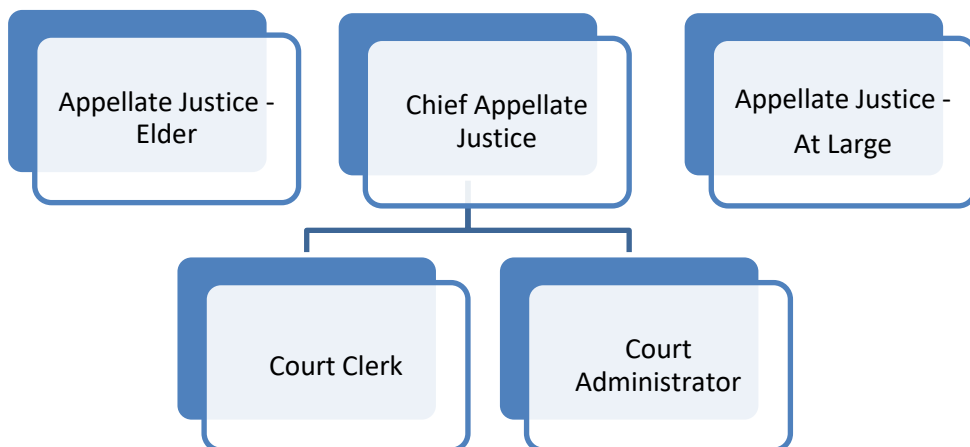 Appellate Justice -
Elder
Chief Appellate
Justice
Appellate Justice -
At Large
Court Clerk
Court
Administrator